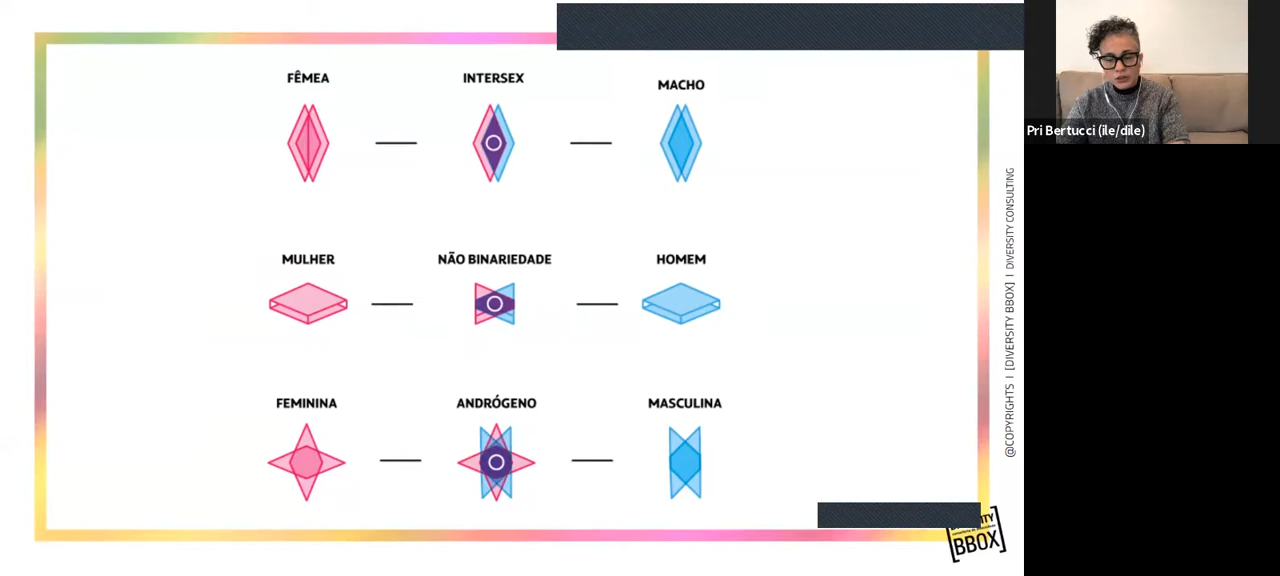 FÊMEA
INTERSEX
MACHO
MULHER
NÃO BINARIEDADE
HOMEM
FEMININA
ANDRÓGENO
MASCULINA
@COPYRIGHTS I [DIVERSITY BBOX] I DIVERSITY CONSULTING
BBOX]
Pri Bertucci (ile/dile)